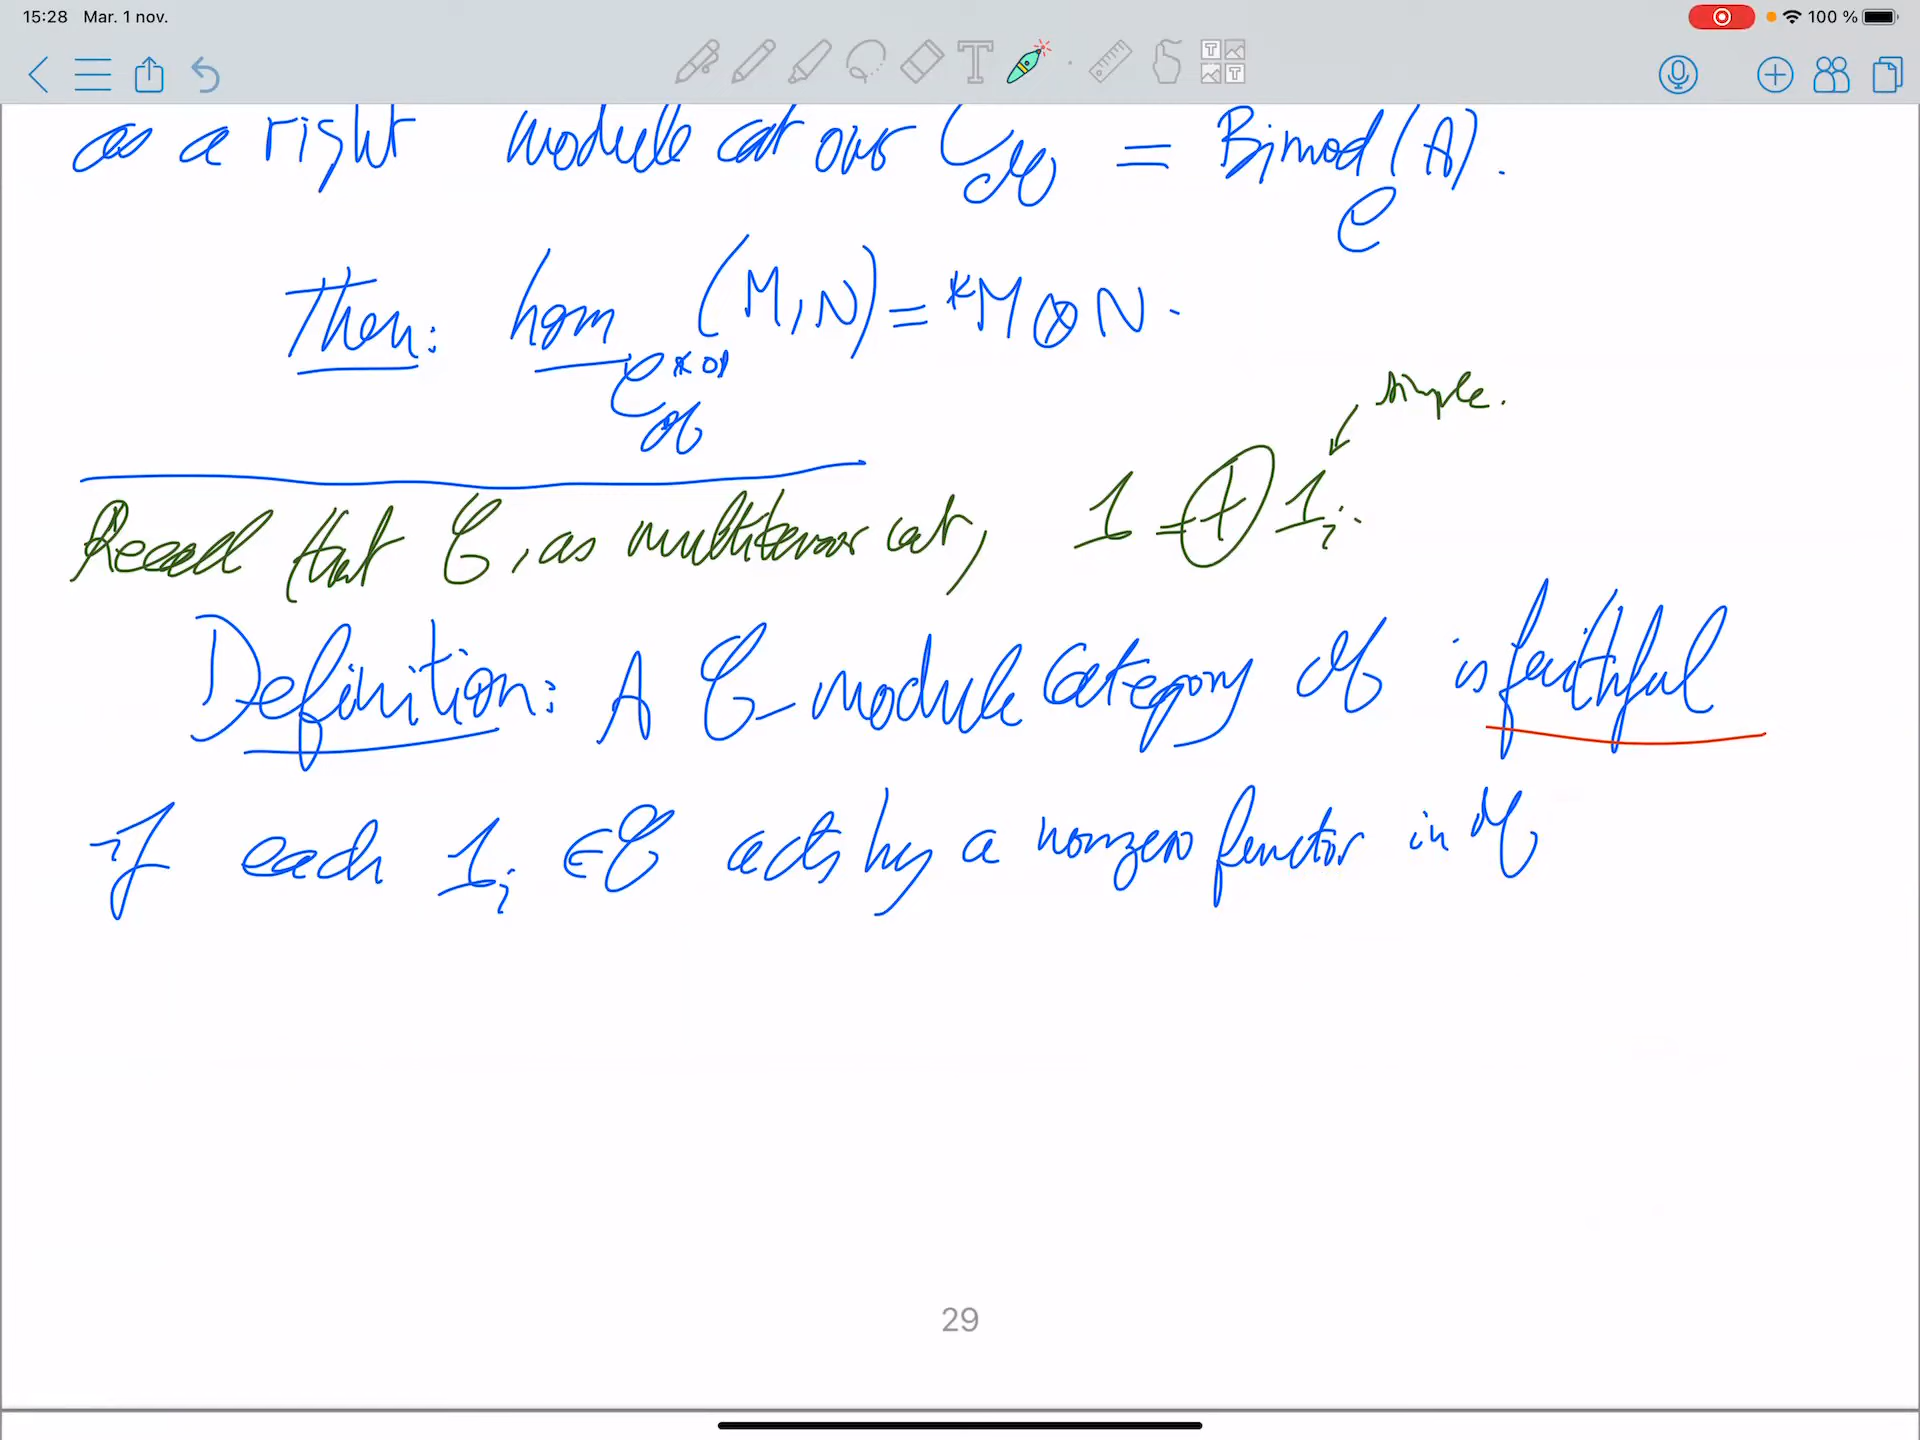 15:28 Mar. 1 nov. 100 %
as a right module cat over C_M = Bimod_C(A).
Then: hom_{C_M^{* op}} (M, N) = *M ⊗ N.
simple.
Recall that C, as multitensor cat, 1 = ⊕ 1_i.
Definition: A C-module category M is faithful
if each 1_i ∈ C acts by a nonzero functor in M
29